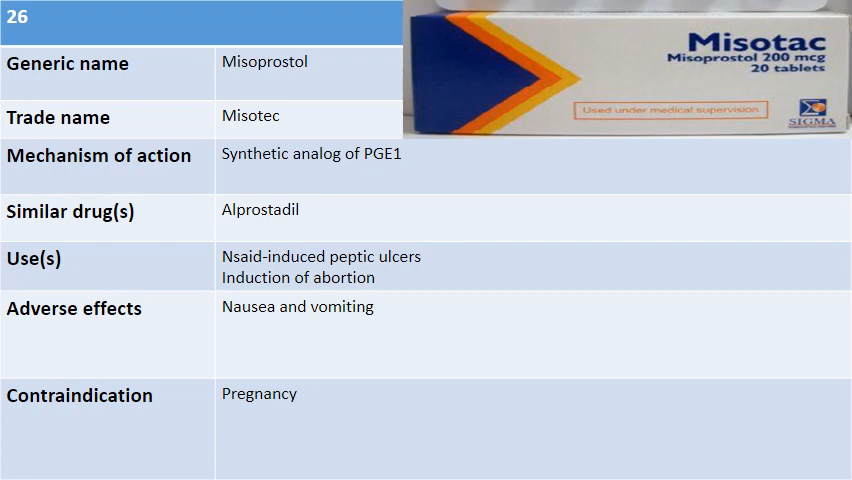 26
Misotac
Misoprostol 200 mcg
20 tablets
Used under medical supervision
SIGMA
Generic name
Misoprostol
Trade name
Misotec
Mechanism of action
Synthetic analog of PGE1
Similar drug(s)
Alprostadil
Use(s)
Nsaid-induced peptic ulcers
Induction of abortion
Adverse effects
Nausea and vomiting
Contraindication
Pregnancy